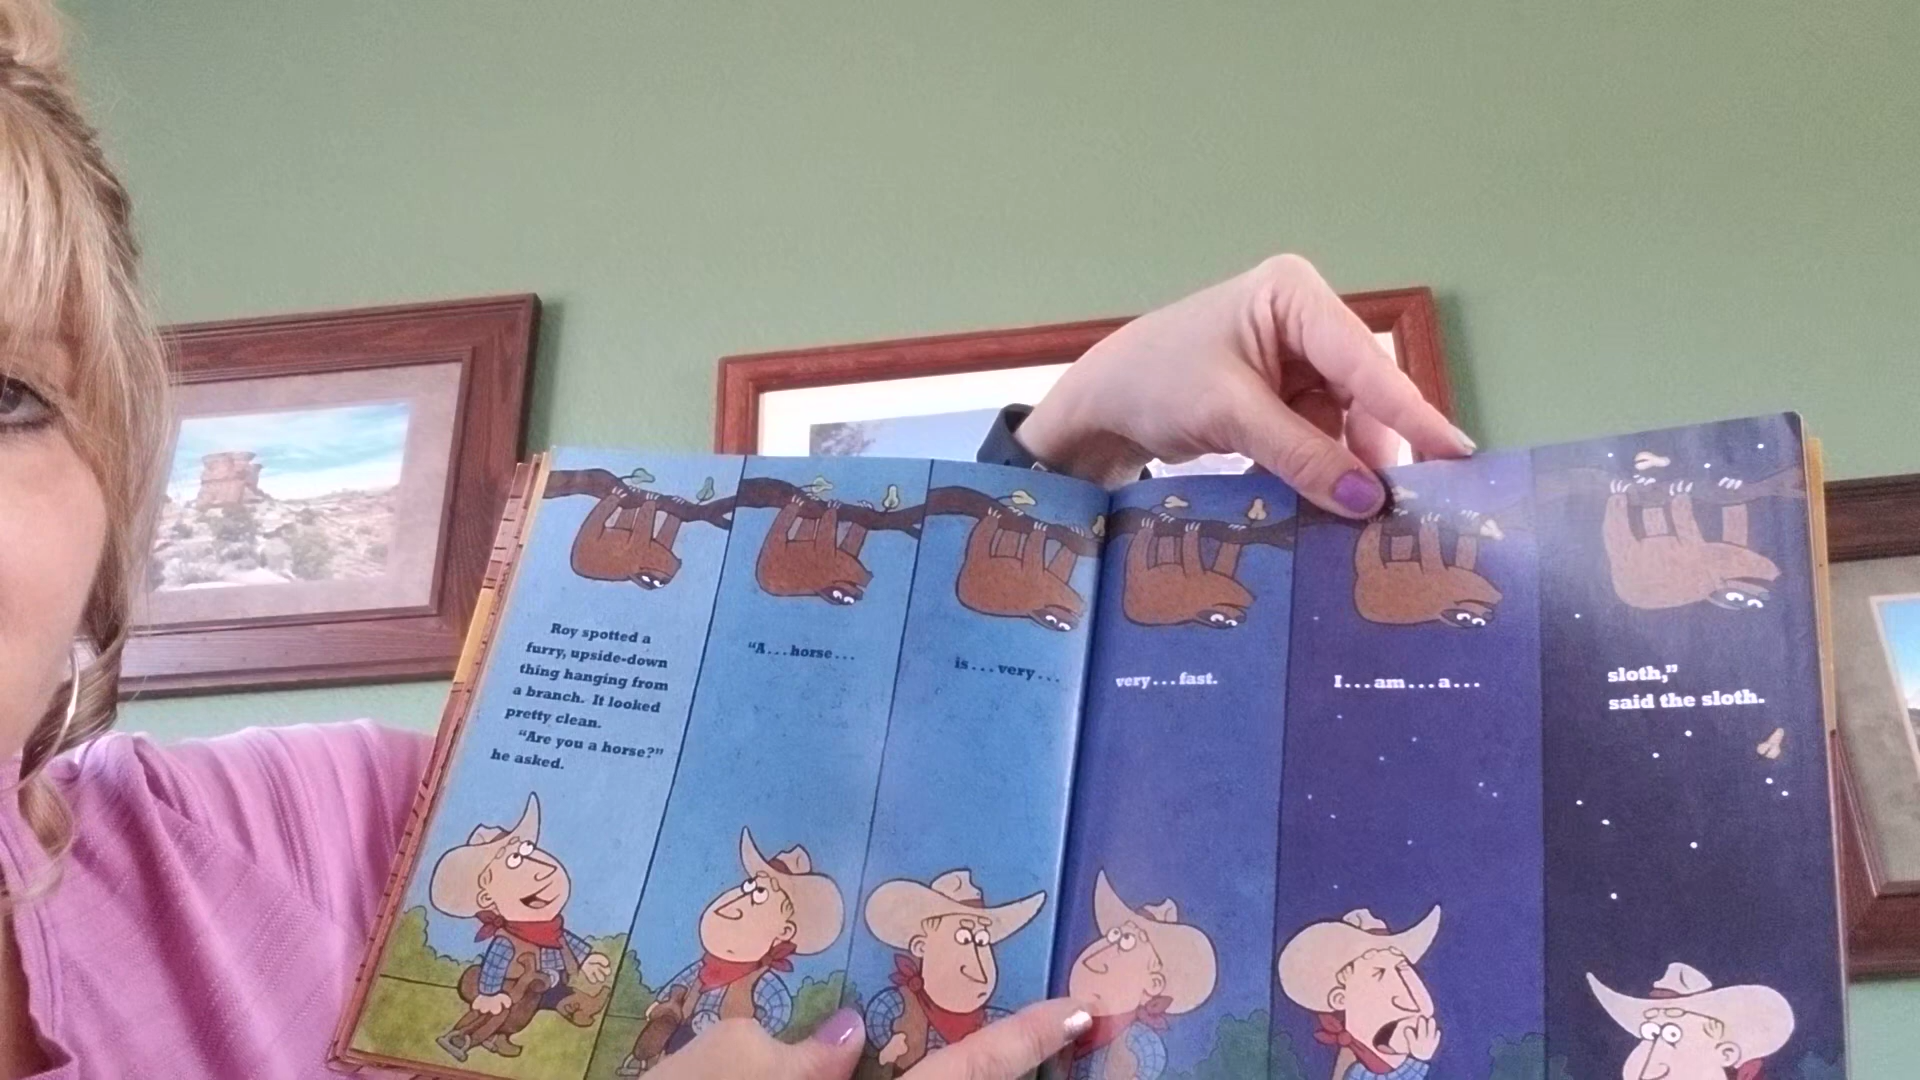 Roy spotted a
furry, upside-down
thing hanging from
a branch. It looked
pretty clean.
“Are you a horse?”
he asked.
“A...horse...
is...very...
very...fast.
I...am...a...
sloth,”
said the sloth.